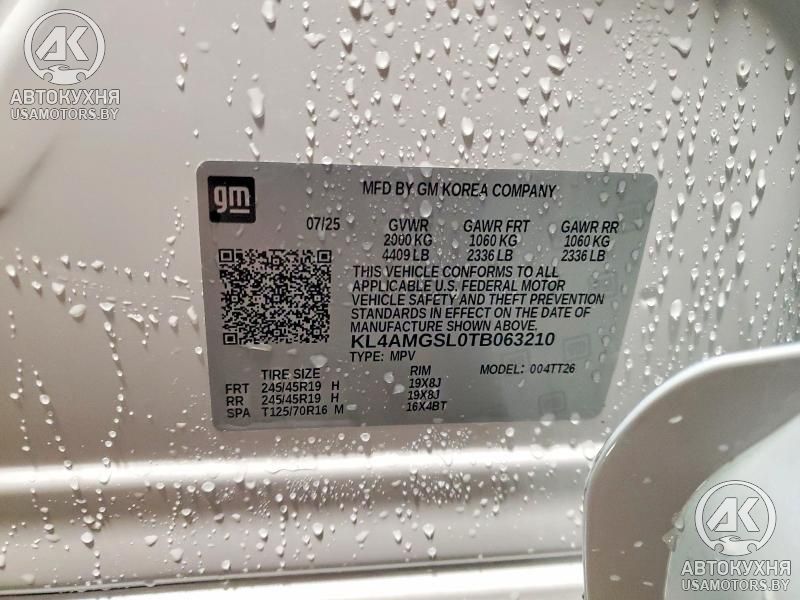 AK
АВТОКУХНЯ
USAMOTORS.BY
gm
MFD BY GM KOREA COMPANY
07/25 GVWR GAWR FRT GAWR RR
2000 KG 1060 KG 1060 KG
4409 LB 2336 LB 2336 LB
THIS VEHICLE CONFORMS TO ALL
APPLICABLE U.S. FEDERAL MOTOR
VEHICLE SAFETY AND THEFT PREVENTION
STANDARDS IN EFFECT ON THE DATE OF
MANUFACTURE SHOWN ABOVE.
KL4AMGSL0TB063210
TYPE: MPV MODEL: 004TT26
TIRE SIZE RIM
FRT 245/45R19 H 19X8J
RR 245/45R19 H 19X8J
SPA T125/70R16 M 16X4BT
AK
АВТОКУХНЯ
USAMOTORS.BY